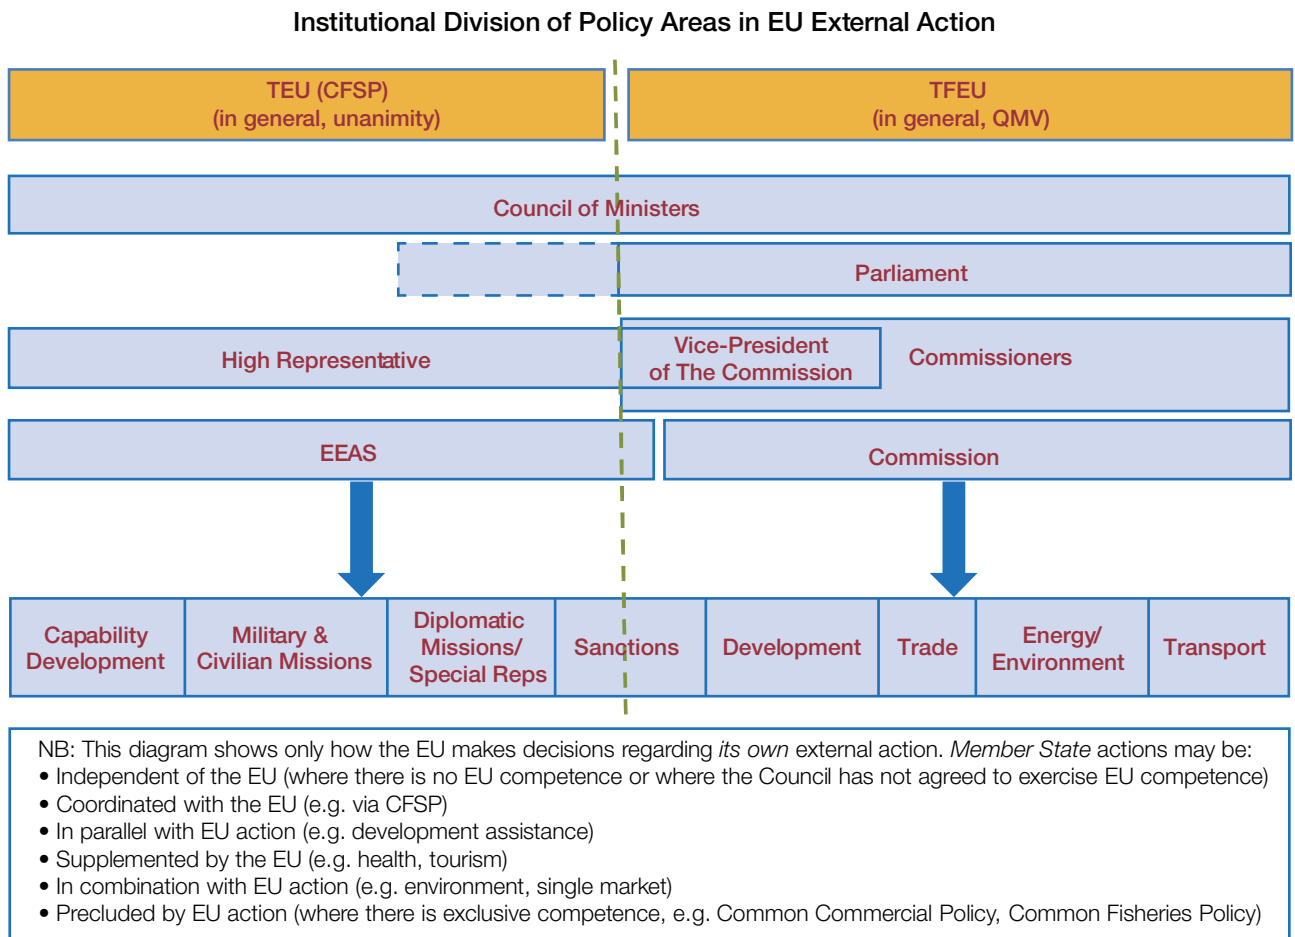 Institutional Division of Policy Areas in EU External Action
TEU (CFSP)
(in general, unanimity)
TFEU
(in general, QMV)
Council of Ministers
Parliament
High Representative
Vice-President
of The Commission
Commissioners
EEAS
Commission
Capability
Development
Military &
Civilian Missions
Diplomatic
Missions/
Special Reps
Sanctions
Development
Trade
Energy/
Environment
Transport
NB: This diagram shows only how the EU makes decisions regarding its own external action. Member State actions may be:
• Independent of the EU (where there is no EU competence or where the Council has not agreed to exercise EU competence)
• Coordinated with the EU (e.g. via CFSP)
• In parallel with EU action (e.g. development assistance)
• Supplemented by the EU (e.g. health, tourism)
• In combination with EU action (e.g. environment, single market)
• Precluded by EU action (where there is exclusive competence, e.g. Common Commercial Policy, Common Fisheries Policy)